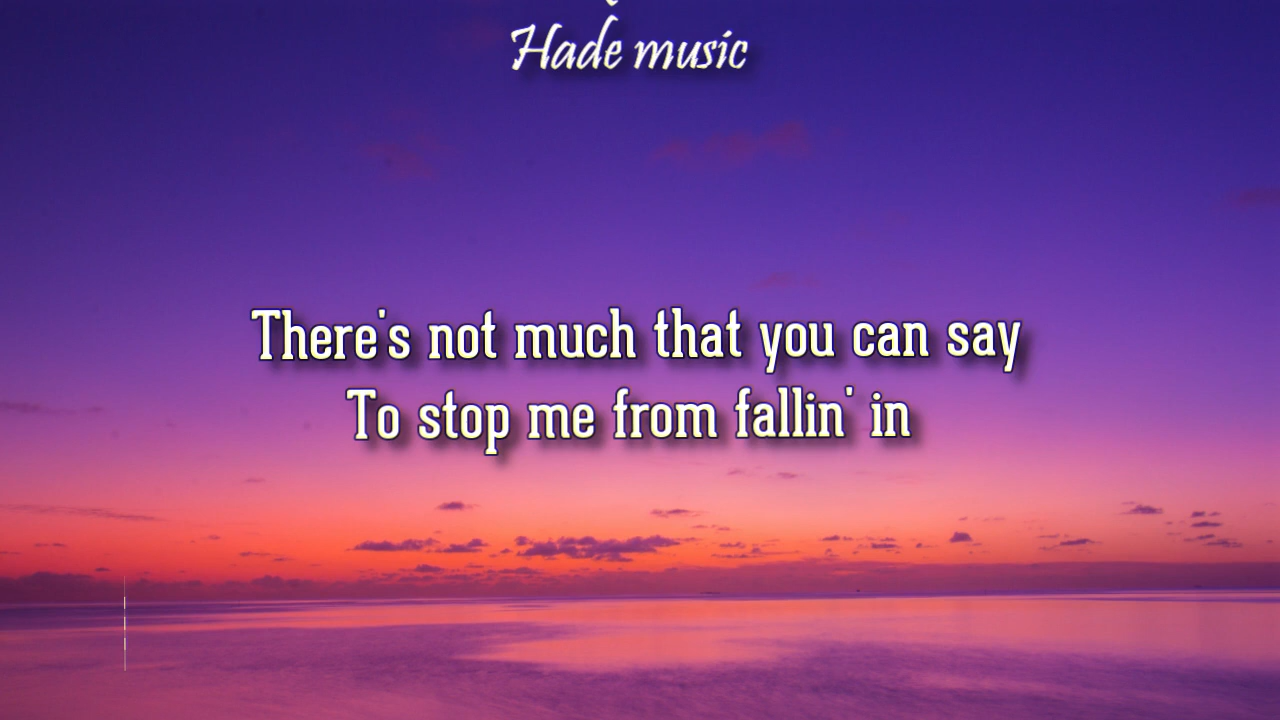 Hade music
There's not much that you can say
To stop me from fallin' in